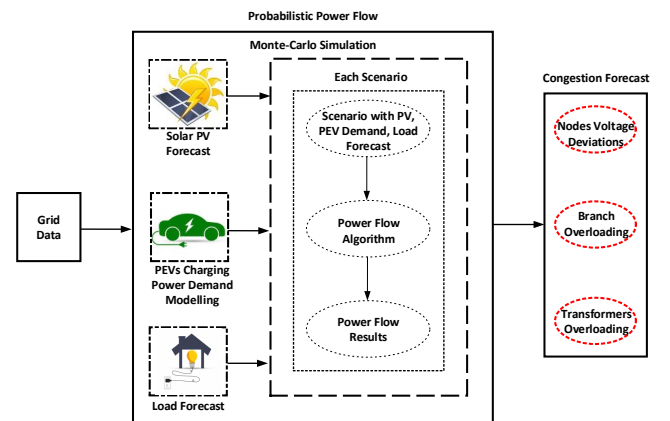 Probabilistic Power Flow
Monte-Carlo Simulation
Each Scenario
Congestion Forecast
Solar PV
Forecast
Scenario with PV,
PEV Demand, Load
Forecast
Nodes Voltage
Deviations
Grid
Data
PEVs Charging
Power Demand
Modelling
Power Flow
Algorithm
Branch
Overloading
Load Forecast
Power Flow
Results
Transformers
Overloading